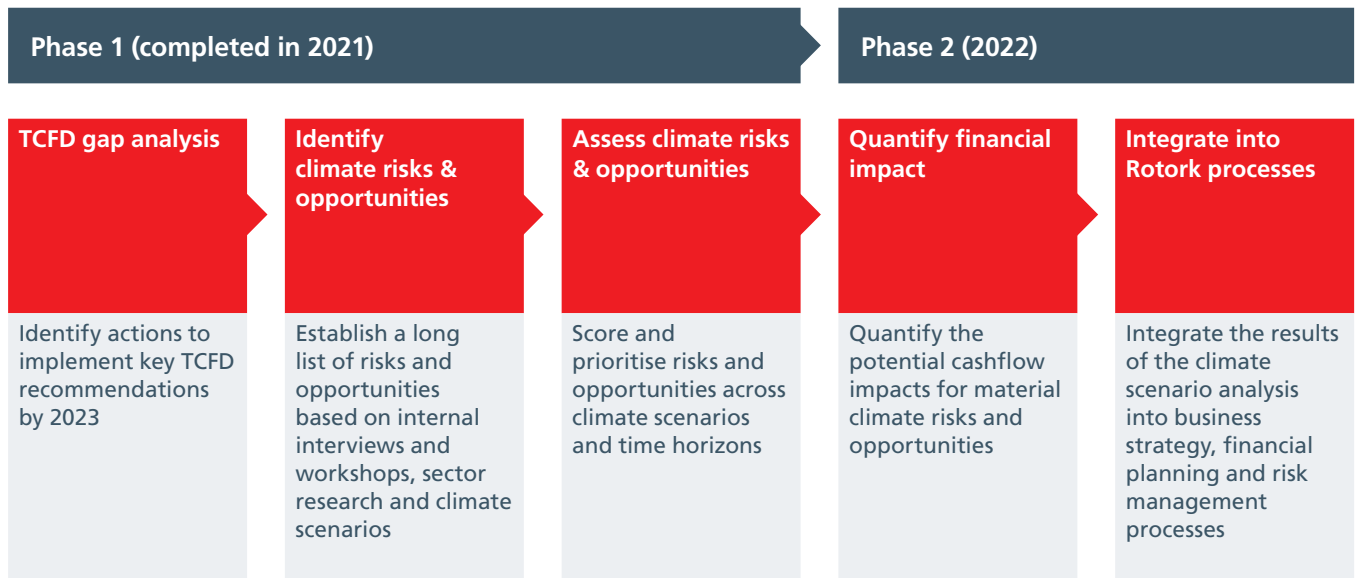 Phase 1 (completed in 2021)
Phase 2 (2022)
TCFD gap analysis
Identify actions to
implement key TCFD
recommendations
by 2023
Identify
climate risks &
opportunities
Establish a long
list of risks and
opportunities
based on internal
interviews and
workshops, sector
research and climate
scenarios
Assess climate risks
& opportunities
Score and
prioritise risks and
opportunities across
climate scenarios
and time horizons
Quantify financial
impact
Quantify the
potential cashflow
impacts for material
climate risks and
opportunities
Integrate into
Rotork processes
Integrate the results
of the climate
scenario analysis
into business
strategy, financial
planning and risk
management
processes